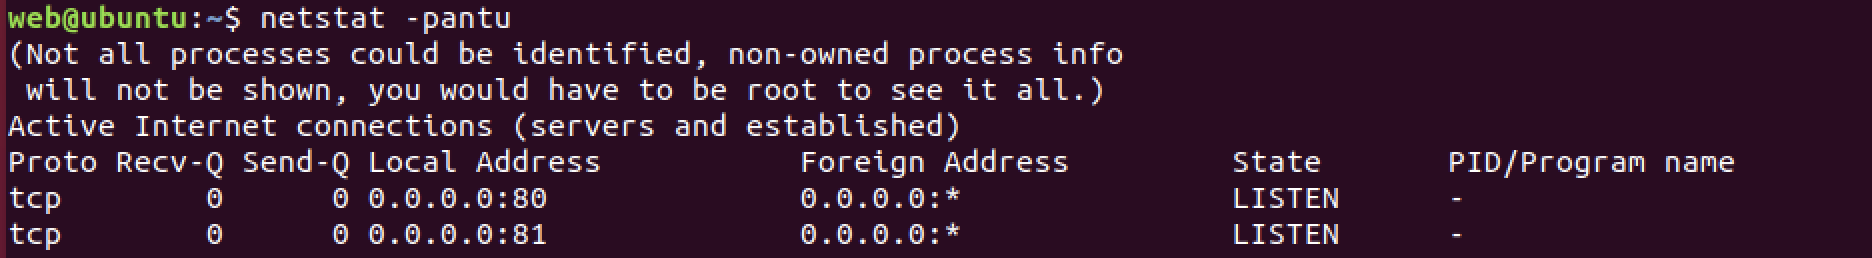 web@ubuntu:~$ netstat -pantu
(Not all processes could be identified, non-owned process info
 will not be shown, you would have to be root to see it all.)
Active Internet connections (servers and established)
Proto Recv-Q Send-Q Local Address           Foreign Address         State       PID/Program name
tcp        0      0 0.0.0.0:80              0.0.0.0:*               LISTEN      -
tcp        0      0 0.0.0.0:81              0.0.0.0:*               LISTEN      -